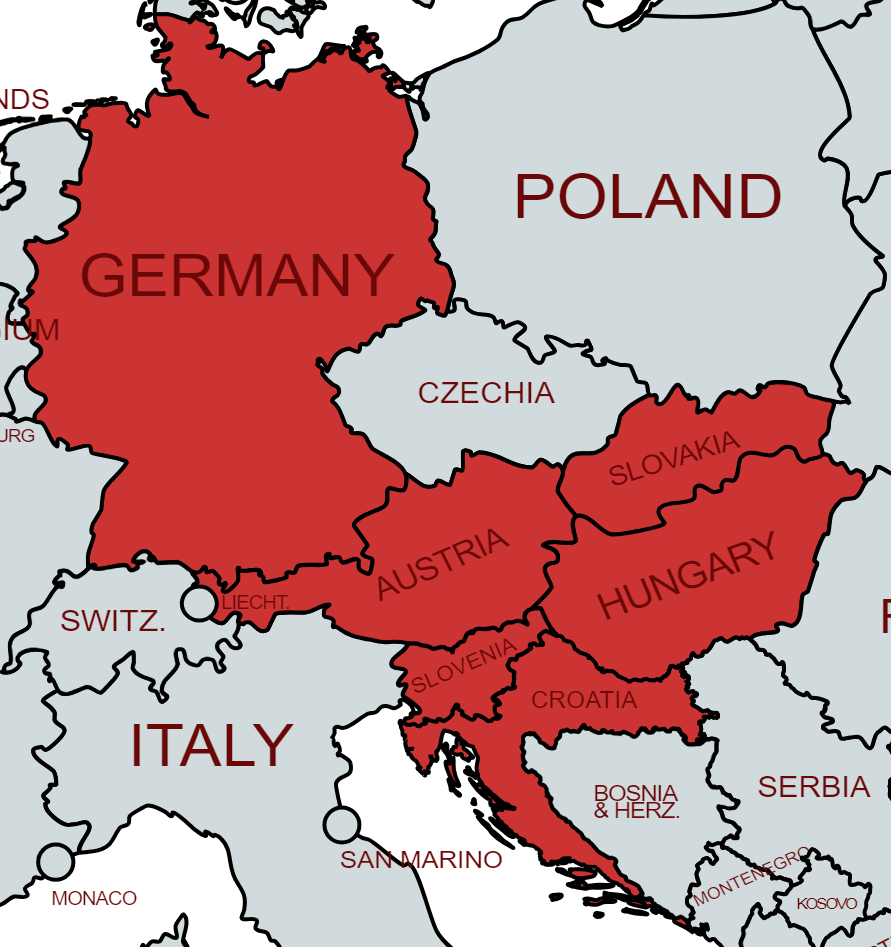 NDS
POLAND
GERMANY
GIUM
CZECHIA
URG
SLOVAKIA
AUSTRIA
HUNGARY
LIECHT.
SWITZ.
SLOVENIA
CROATIA
ITALY
SERBIA
BOSNIA
& HERZ.
SAN MARINO
MONACO
MONTENEGRO
KOSOVO